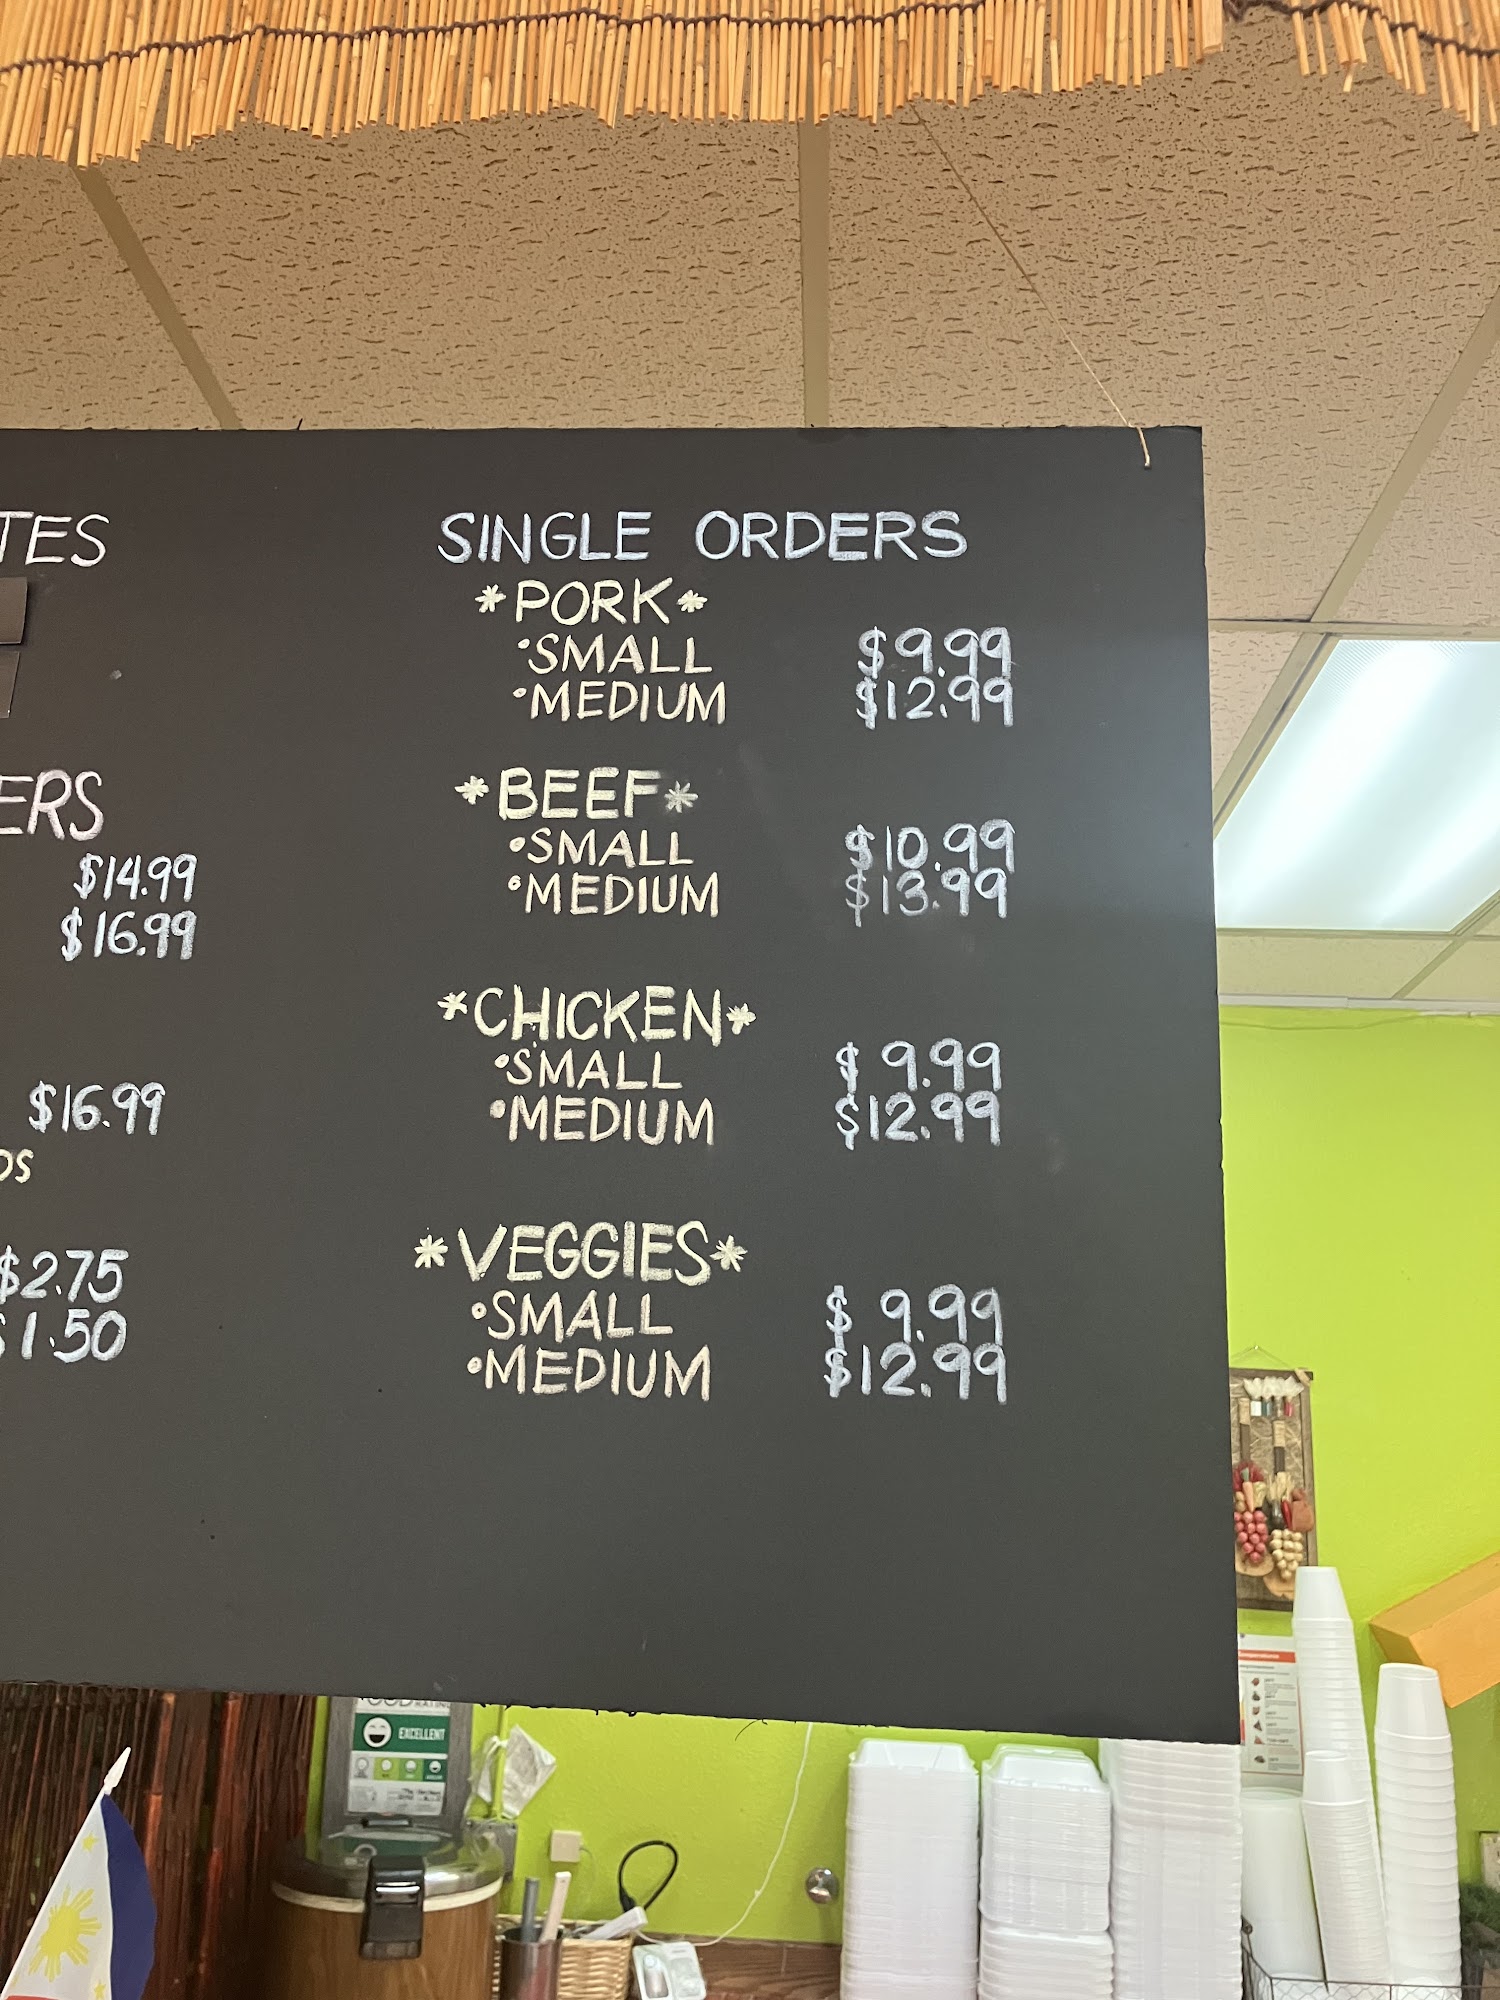 TES
ERS
$14.99
$16.99
$16.99
OS
$2.75
$1.50
SINGLE ORDERS
*PORK*
•SMALL $9.99
•MEDIUM $12.99
*BEEF*
•SMALL $10.99
•MEDIUM $13.99
*CHICKEN*
•SMALL $9.99
•MEDIUM $12.99
*VEGGIES*
•SMALL $9.99
•MEDIUM $12.99
EXCELLENT